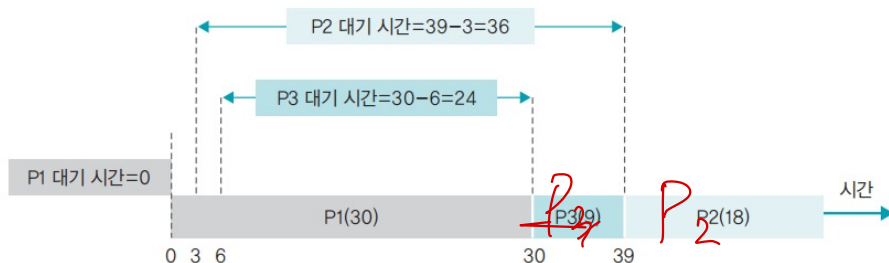 P2 대기 시간=39-3=36
P3 대기 시간=30-6=24
P1 대기 시간=0
시간
P1(30) P3(9) P2 P2(18)
0 3 6 30 39